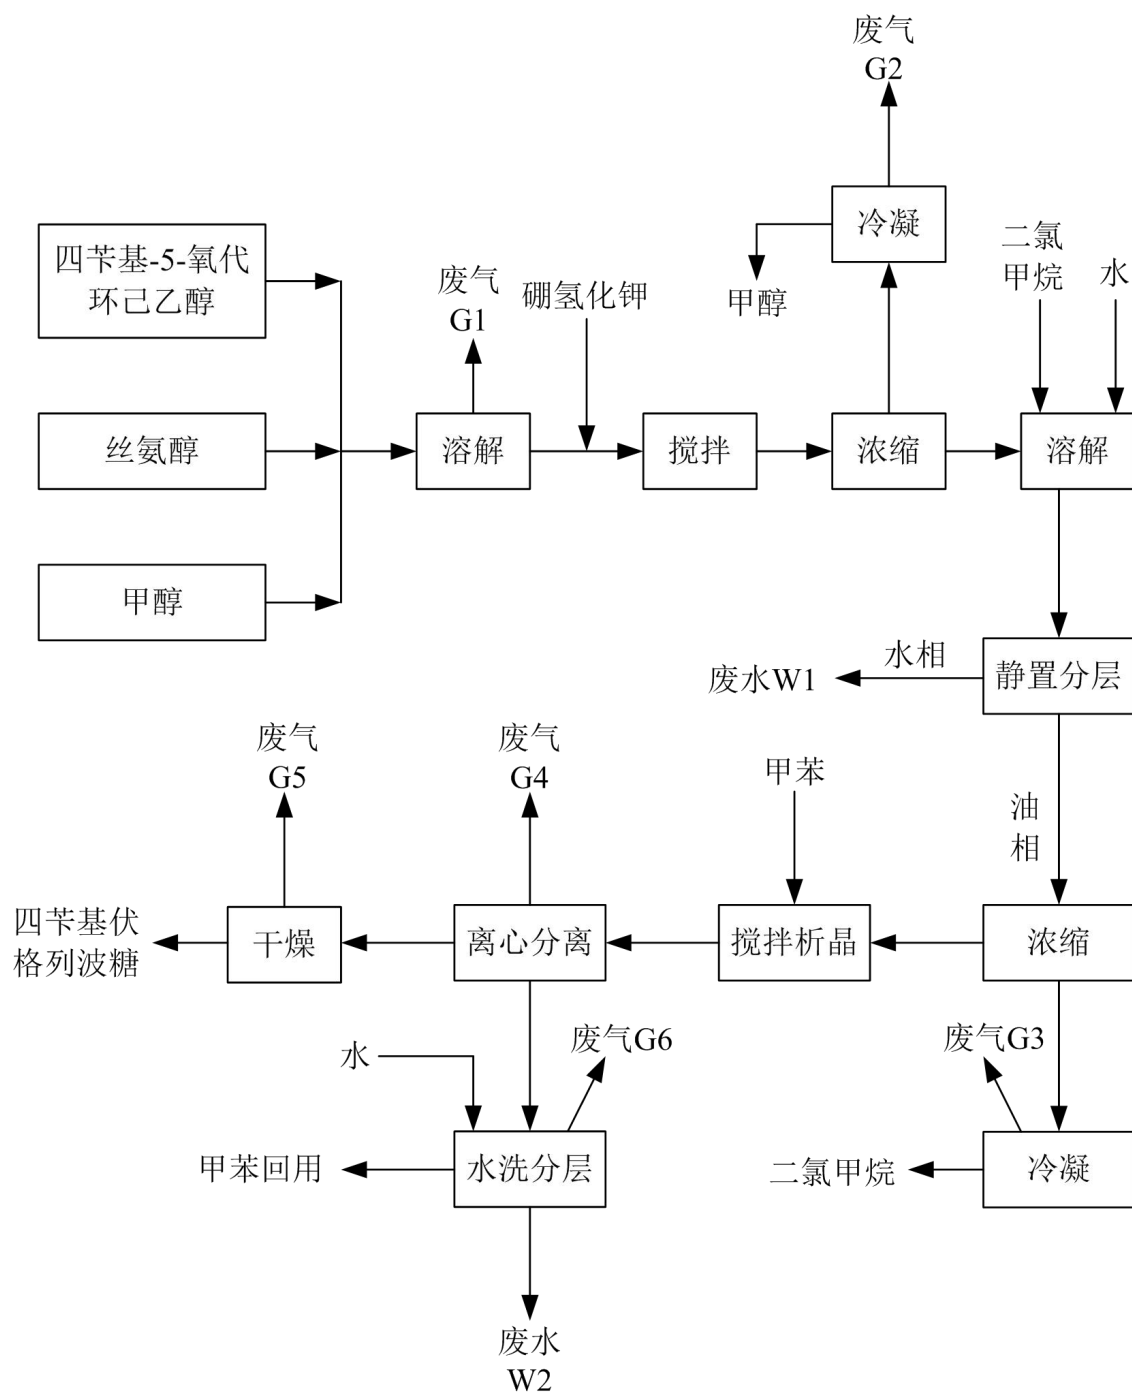 废气
G2
冷凝
甲醇
二氯
甲烷
水
四苄基-5-氧代
环己乙醇
废气
G1
硼氢化钾
丝氨醇
溶解
搅拌
浓缩
溶解
甲醇
水相
废水W1
静置分层
油
相
废气
G5
废气
G4
甲苯
四苄基伏
格列波糖
干燥
离心分离
搅拌析晶
浓缩
水
废气G6
废气G3
甲苯回用
水洗分层
二氯甲烷
冷凝
废水
W2